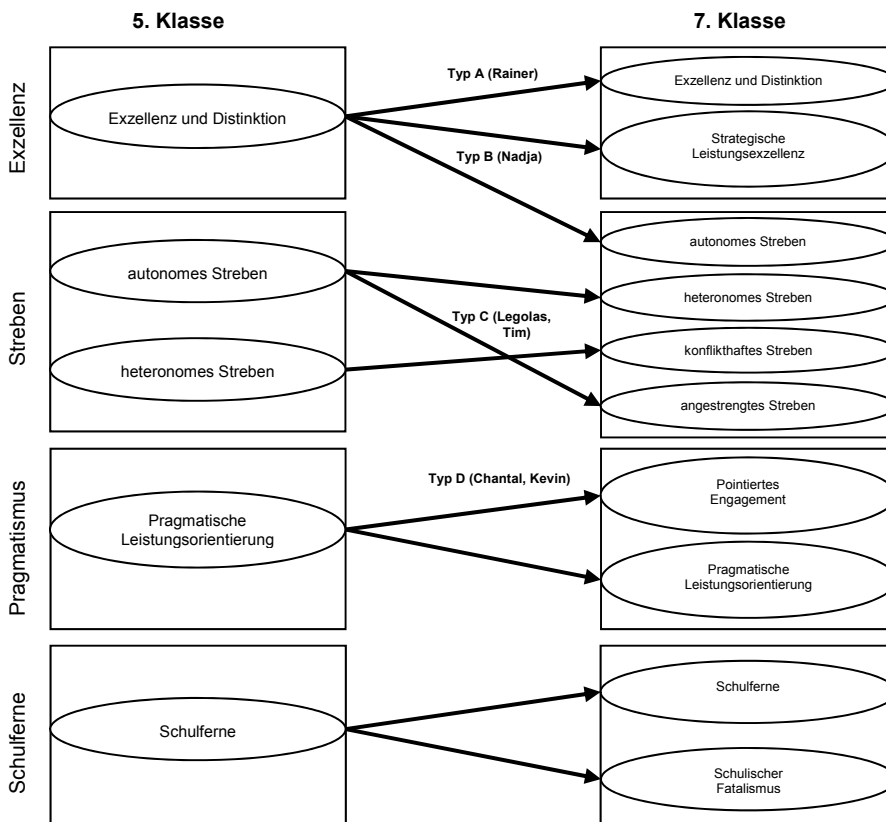 5. Klasse
7. Klasse
Exzellenz
Exzellenz und Distinktion
Typ A (Rainer)
Typ B (Nadja)
Exzellenz und Distinktion
Strategische
Leistungsexzellenz
Streben
autonomes Streben
heteronomes Streben
Typ C (Legolas,
Tim)
autonomes Streben
heteronomes Streben
konflikthaftes Streben
angestrengtes Streben
Pragmatismus
Pragmatische
Leistungsorientierung
Typ D (Chantal, Kevin)
Pointiertes
Engagement
Pragmatische
Leistungsorientierung
Schulferne
Schulferne
Schulferne
Schulischer
Fatalismus